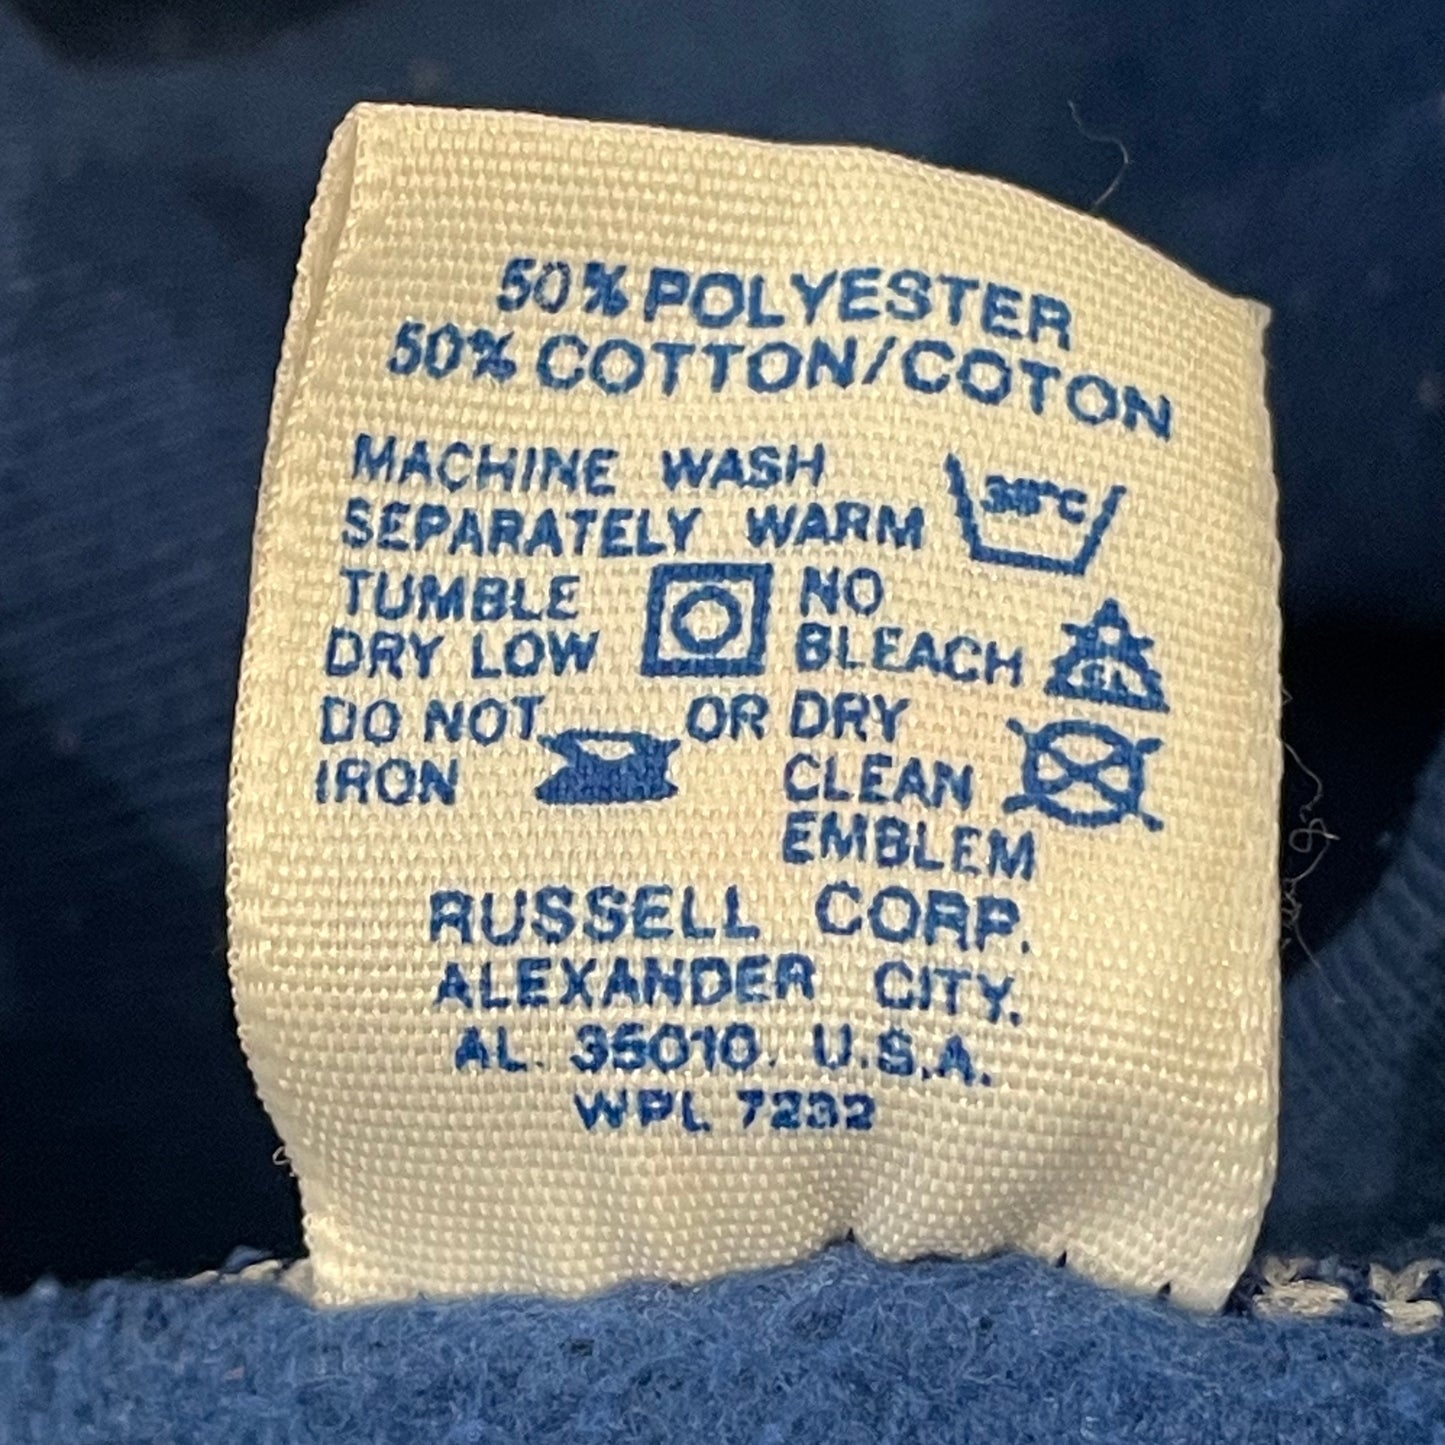 50% POLYESTER
50% COTTON/COTON
MACHINE WASH
SEPARATELY WARM
TUMBLE
DRY LOW
NO
BLEACH
DO NOT
IRON
OR DRY
CLEAN
EMBLEM
RUSSELL CORP.
ALEXANDER CITY.
AL. 35010. U.S.A.
WPL 7232